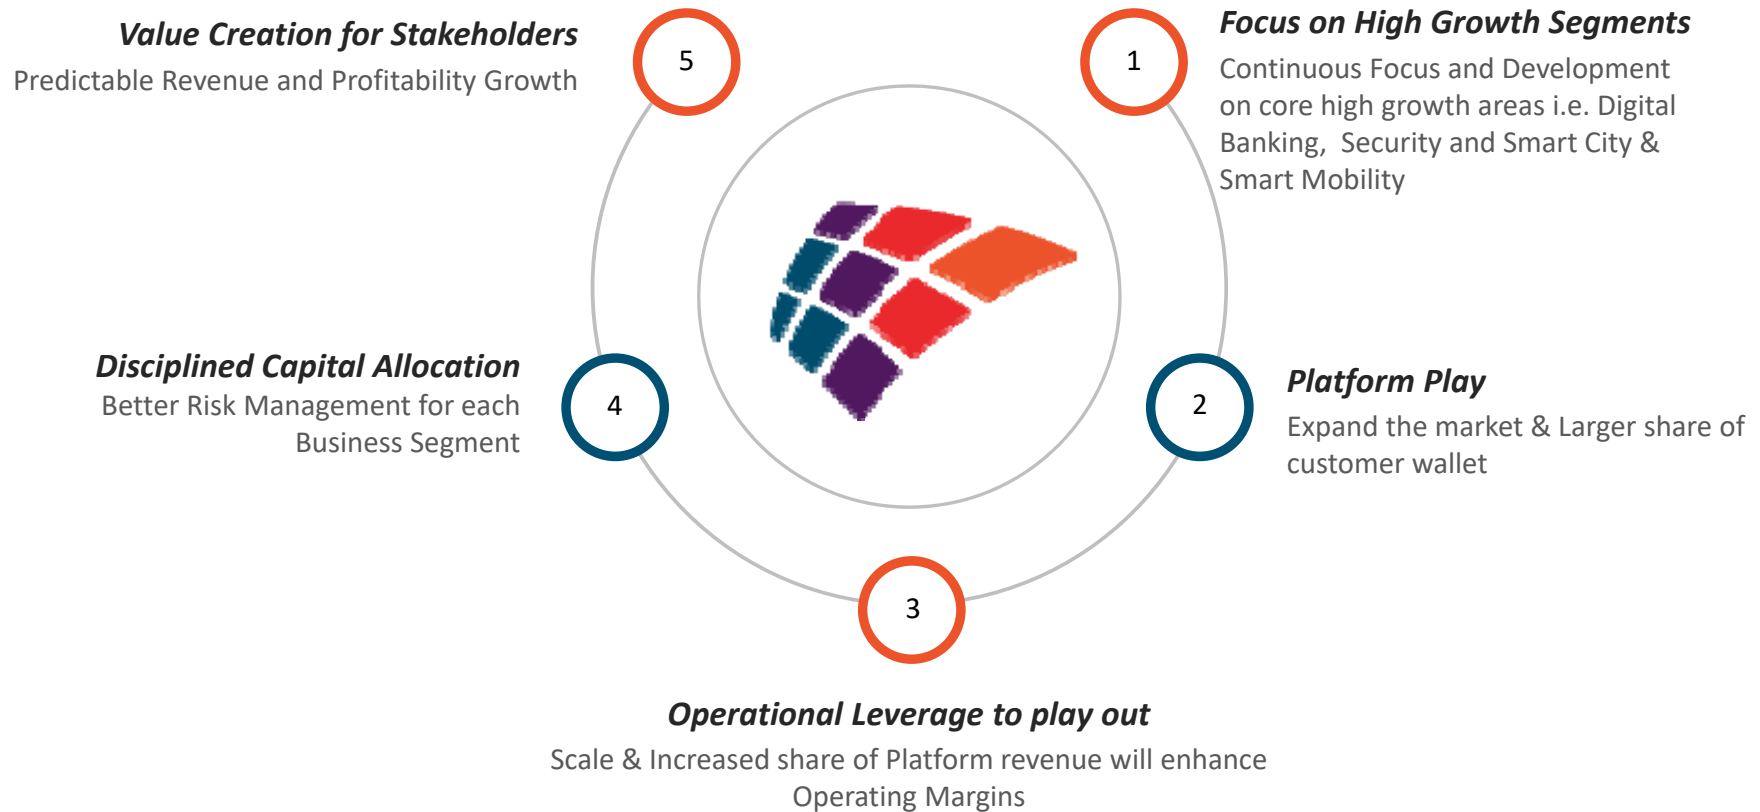 1
Focus on High Growth Segments
Continuous Focus and Development
on core high growth areas i.e. Digital
Banking,  Security and Smart City &
Smart Mobility
2
Platform Play
Expand the market & Larger share of
customer wallet
3
Operational Leverage to play out
Scale & Increased share of Platform revenue will enhance
Operating Margins
4
Disciplined Capital Allocation
Better Risk Management for each
Business Segment
5
Value Creation for Stakeholders
Predictable Revenue and Profitability Growth